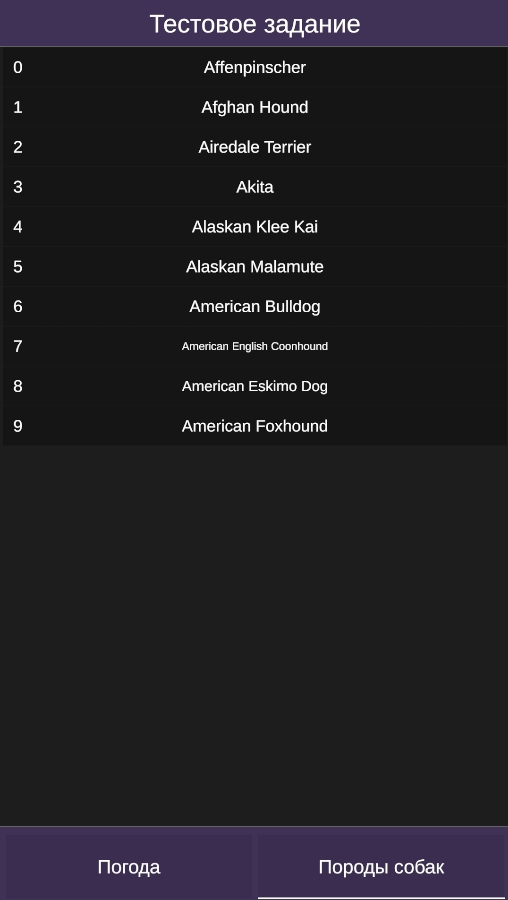 Тестовое задание
0 Affenpinscher
1 Afghan Hound
2 Airedale Terrier
3 Akita
4 Alaskan Klee Kai
5 Alaskan Malamute
6 American Bulldog
7 American English Coonhound
8 American Eskimo Dog
9 American Foxhound
Погода Породы собак